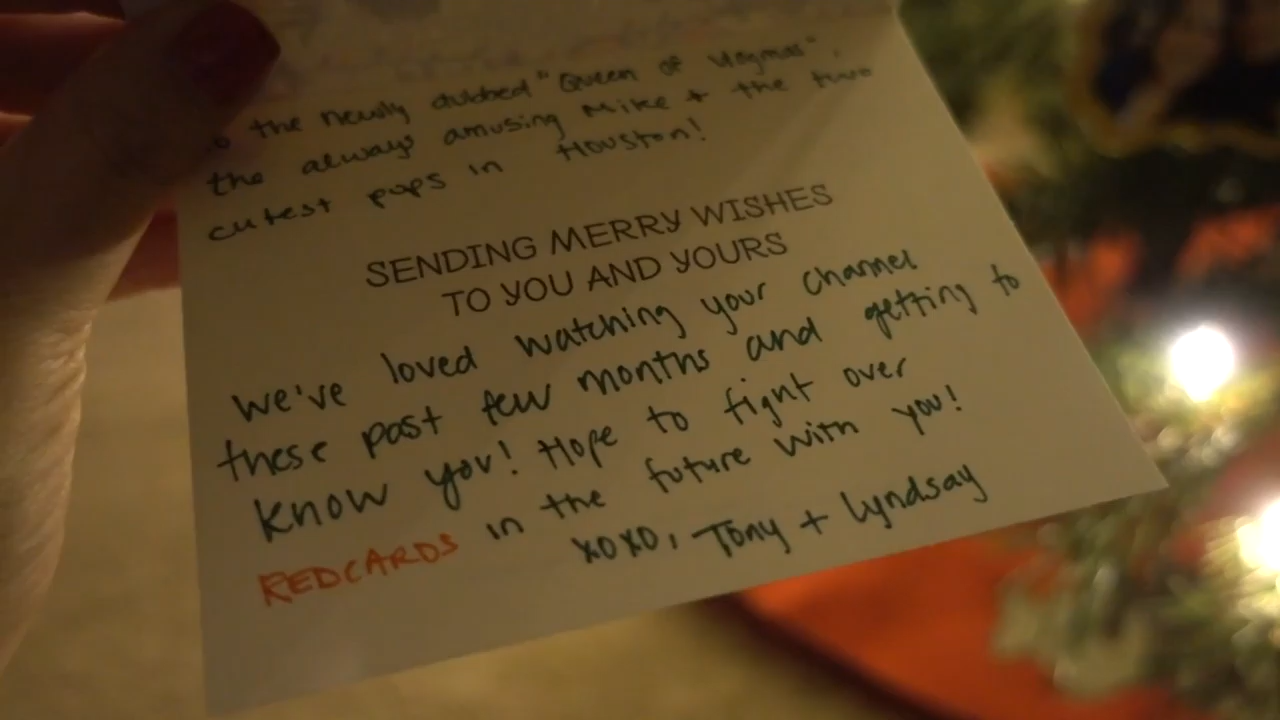 the newly dubbed "Queen of Vlogmas",
the always amusing Mike + the two
cutest pups in Houston!
SENDING MERRY WISHES
TO YOU AND YOURS
We've loved watching your channel
these past few months and getting to
know you! Hope to fight over
REDCARDS in the future with you!
XOXO, Tony + Lyndsay